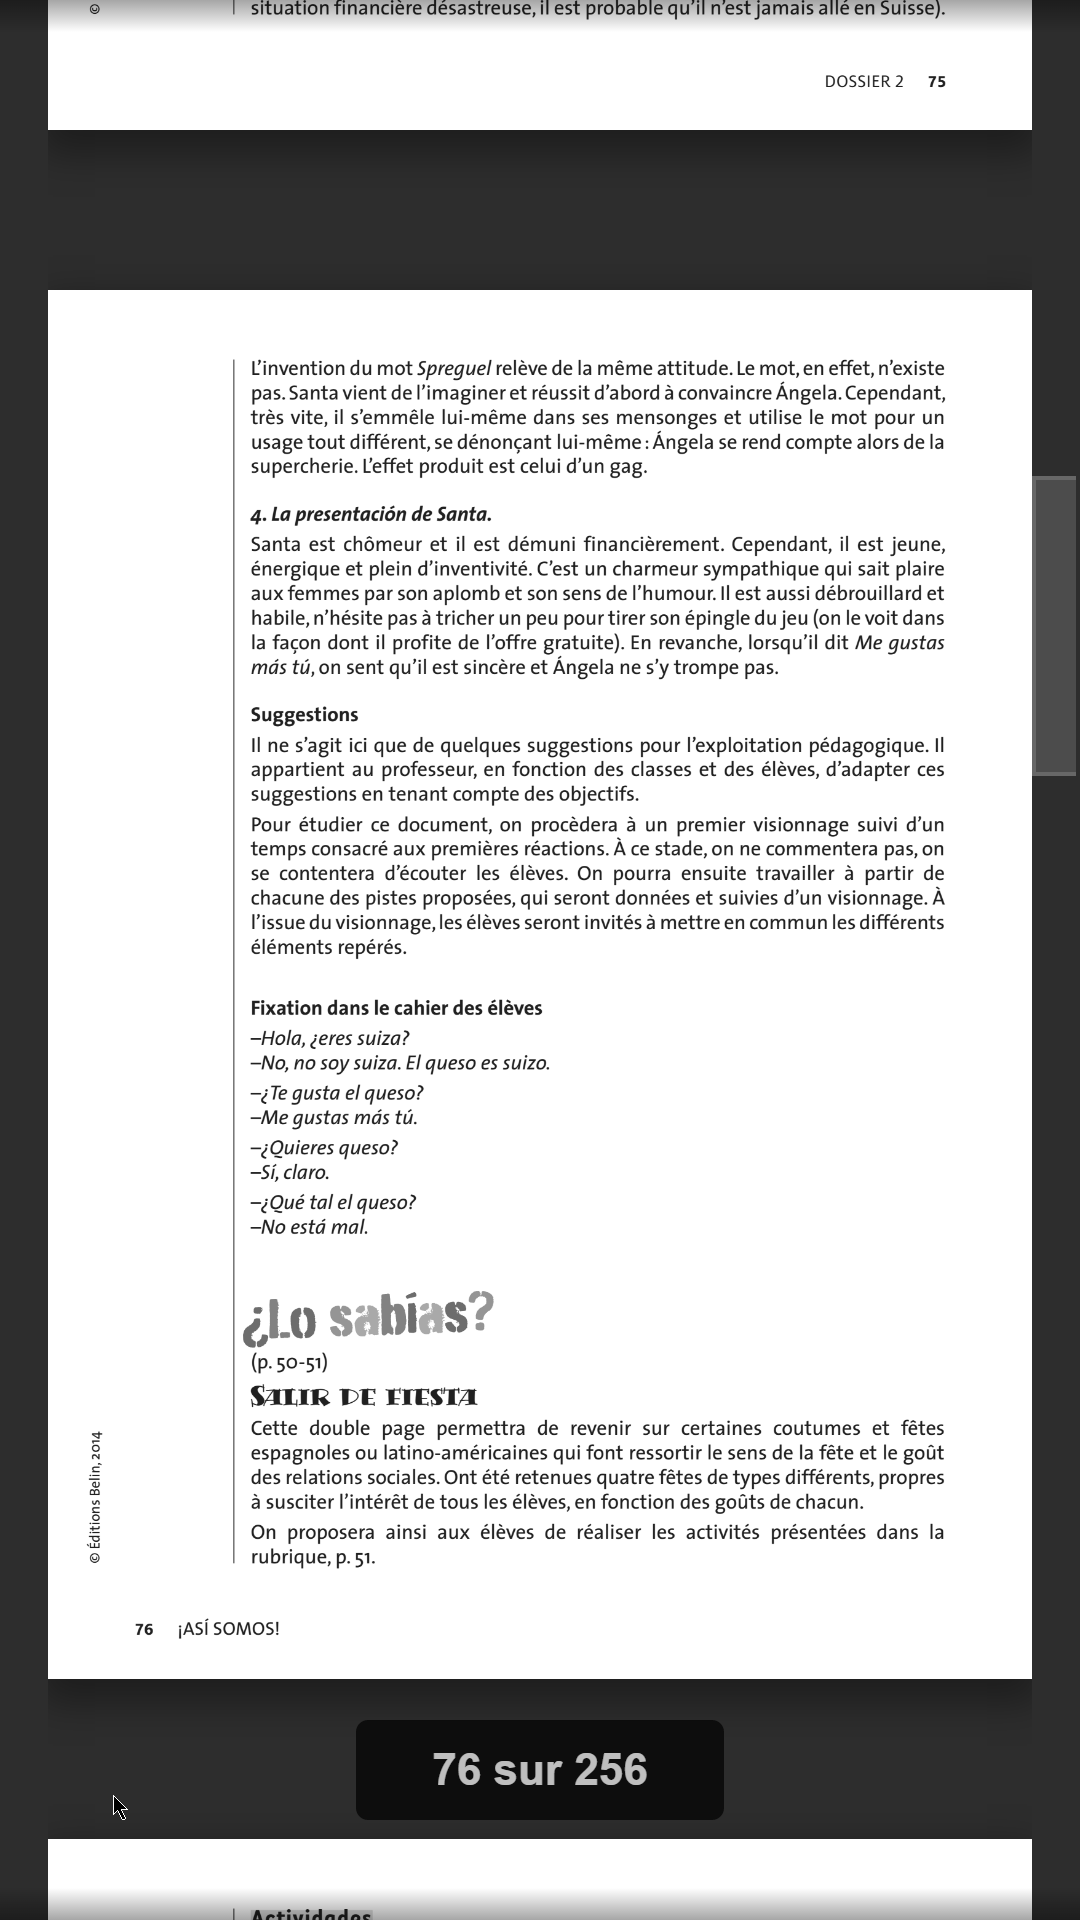 ©
situation financière désastreuse, il est probable qu’il n’est jamais allé en Suisse).
DOSSIER 2 75
L’invention du mot Spreguel relève de la même attitude. Le mot, en effet, n’existe
pas. Santa vient de l’imaginer et réussit d’abord à convaincre Ángela. Cependant,
très vite, il s’emmêle lui-même dans ses mensonges et utilise le mot pour un
usage tout différent, se dénonçant lui-même : Ángela se rend compte alors de la
supercherie. L’effet produit est celui d’un gag.
4. La presentación de Santa.
Santa est chômeur et il est démuni financièrement. Cependant, il est jeune,
énergique et plein d’inventivité. C’est un charmeur sympathique qui sait plaire
aux femmes par son aplomb et son sens de l’humour. Il est aussi débrouillard et
habile, n’hésite pas à tricher un peu pour tirer son épingle du jeu (on le voit dans
la façon dont il profite de l’offre gratuite). En revanche, lorsqu’il dit Me gustas
más tú, on sent qu’il est sincère et Ángela ne s’y trompe pas.
Suggestions
Il ne s’agit ici que de quelques suggestions pour l’exploitation pédagogique. Il
appartient au professeur, en fonction des classes et des élèves, d’adapter ces
suggestions en tenant compte des objectifs.
Pour étudier ce document, on procèdera à un premier visionnage suivi d’un
temps consacré aux premières réactions. À ce stade, on ne commentera pas, on
se contentera d’écouter les élèves. On pourra ensuite travailler à partir de
chacune des pistes proposées, qui seront données et suivies d’un visionnage. À
l’issue du visionnage, les élèves seront invités à mettre en commun les différents
éléments repérés.
Fixation dans le cahier des élèves
–Hola, ¿eres suiza?
–No, no soy suiza. El queso es suizo.
–¿Te gusta el queso?
–Me gustas más tú.
–¿Quieres queso?
–Sí, claro.
–¿Qué tal el queso?
–No está mal.
¿Lo sabías?
(p. 50-51)
SALIR DE FIESTA
Cette double page permettra de revenir sur certaines coutumes et fêtes
espagnoles ou latino-américaines qui font ressortir le sens de la fête et le goût
des relations sociales. Ont été retenues quatre fêtes de types différents, propres
à susciter l’intérêt de tous les élèves, en fonction des goûts de chacun.
On proposera ainsi aux élèves de réaliser les activités présentées dans la
rubrique, p. 51.
© Éditions Belin, 2014
76 ¡ASÍ SOMOS!
76 sur 256
Actividades